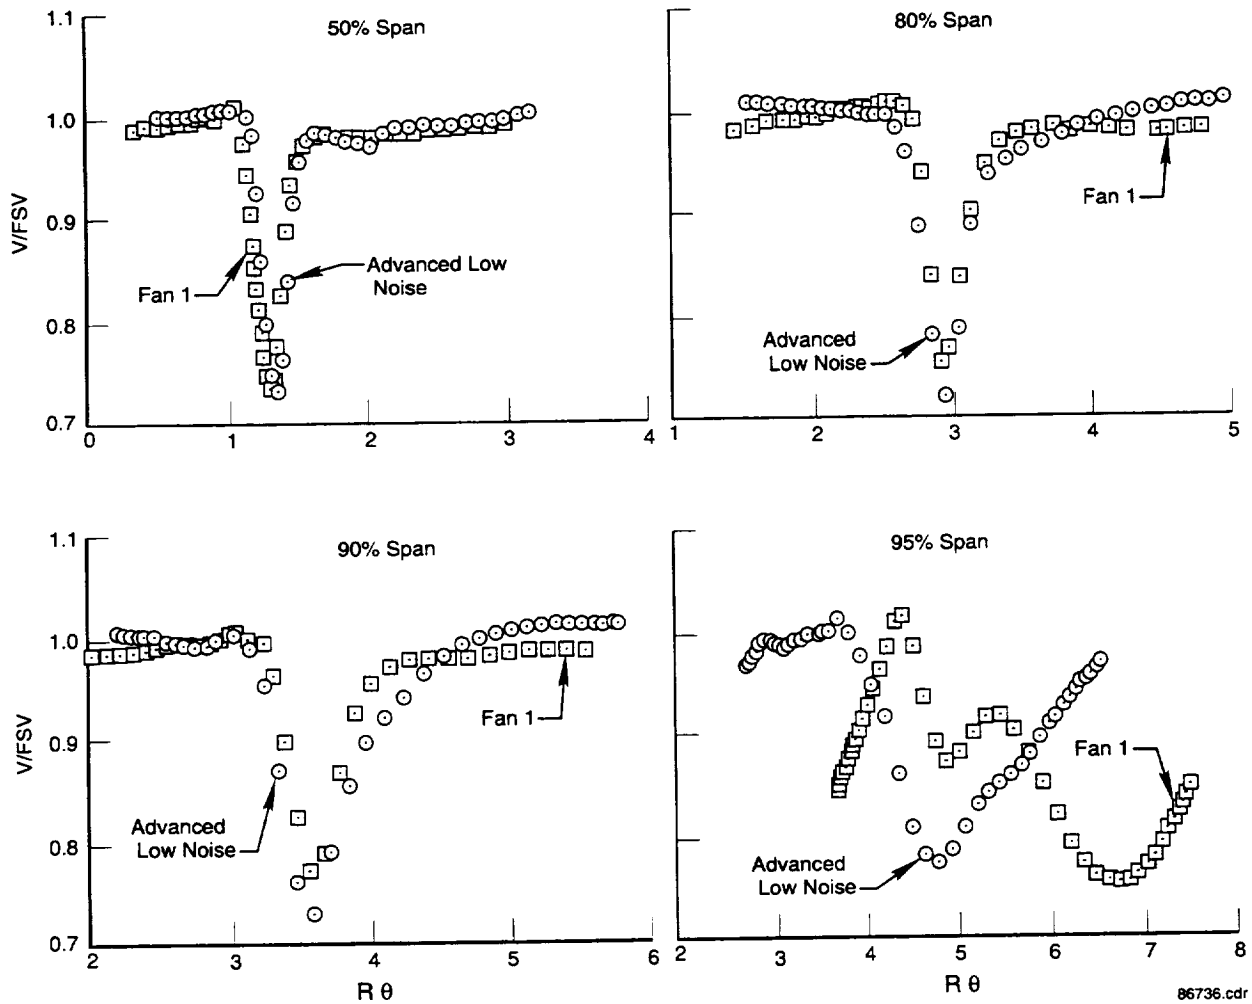 50% Span
1.1
1.0
0.9
0.8
0.7
V/FSV
Fan 1
Advanced Low
Noise
0 1 2 3 4
80% Span
Fan 1
Advanced
Low Noise
1 2 3 4 5
90% Span
1.1
1.0
0.9
0.8
0.7
V/FSV
Fan 1
Advanced
Low Noise
2 3 4 5 6
R θ
95% Span
Fan 1
Advanced
Low Noise
2 3 4 5 6 7 8
R θ
86736.cdr